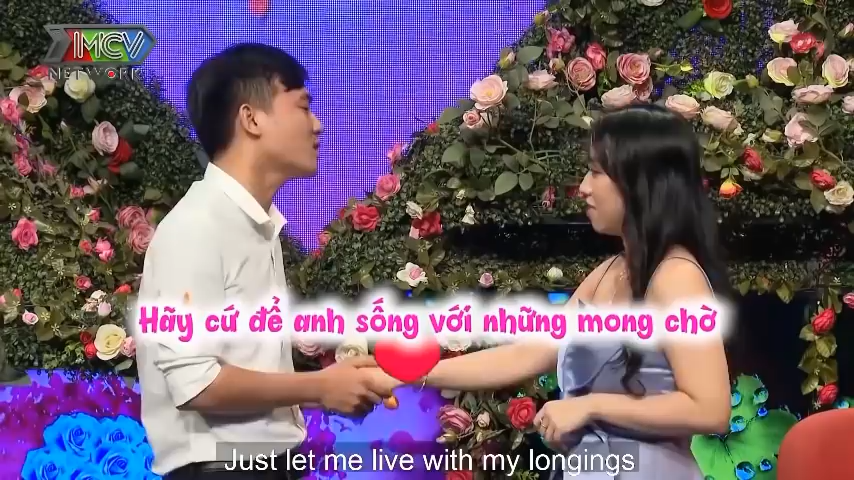 MCV
NETWORK
Hãy cứ để anh sống với những mong chờ
Just let me live with my longings